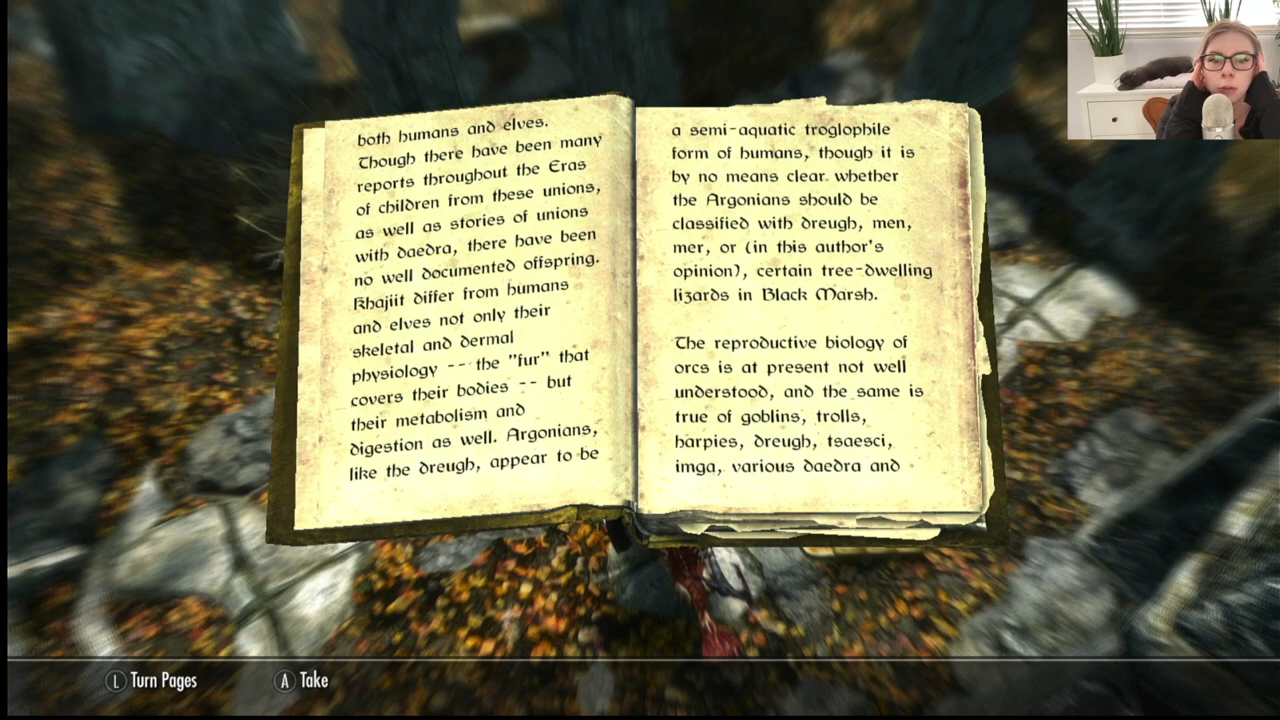 both humans and elves.
Though there have been many
reports throughout the Eras
of children from these unions,
as well as stories of unions
with daedra, there have been
no well documented offspring.
Khajiit differ from humans
and elves not only their
skeletal and dermal
physiology -- the "fur" that
covers their bodies -- but
their metabolism and
digestion as well. Argonians,
like the dreugh, appear to be
a semi-aquatic troglophile
form of humans, though it is
by no means clear whether
the Argonians should be
classified with dreugh, men,
mer, or (in this author's
opinion), certain tree-dwelling
lizards in Black Marsh.
The reproductive biology of
orcs is at present not well
understood, and the same is
true of goblins, trolls,
harpies, dreugh, tsaesci,
imga, various daedra and
L Turn Pages
A Take